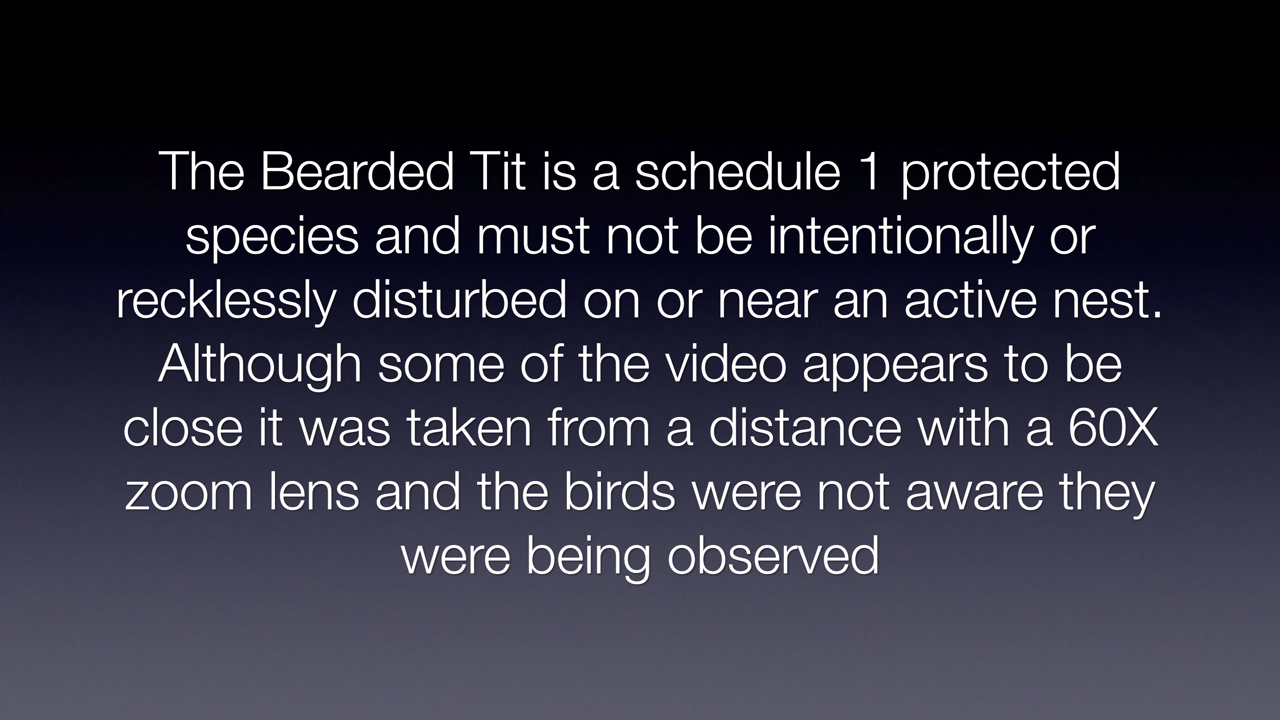 The Bearded Tit is a schedule 1 protected
species and must not be intentionally or
recklessly disturbed on or near an active nest.
Although some of the video appears to be
close it was taken from a distance with a 60X
zoom lens and the birds were not aware they
were being observed